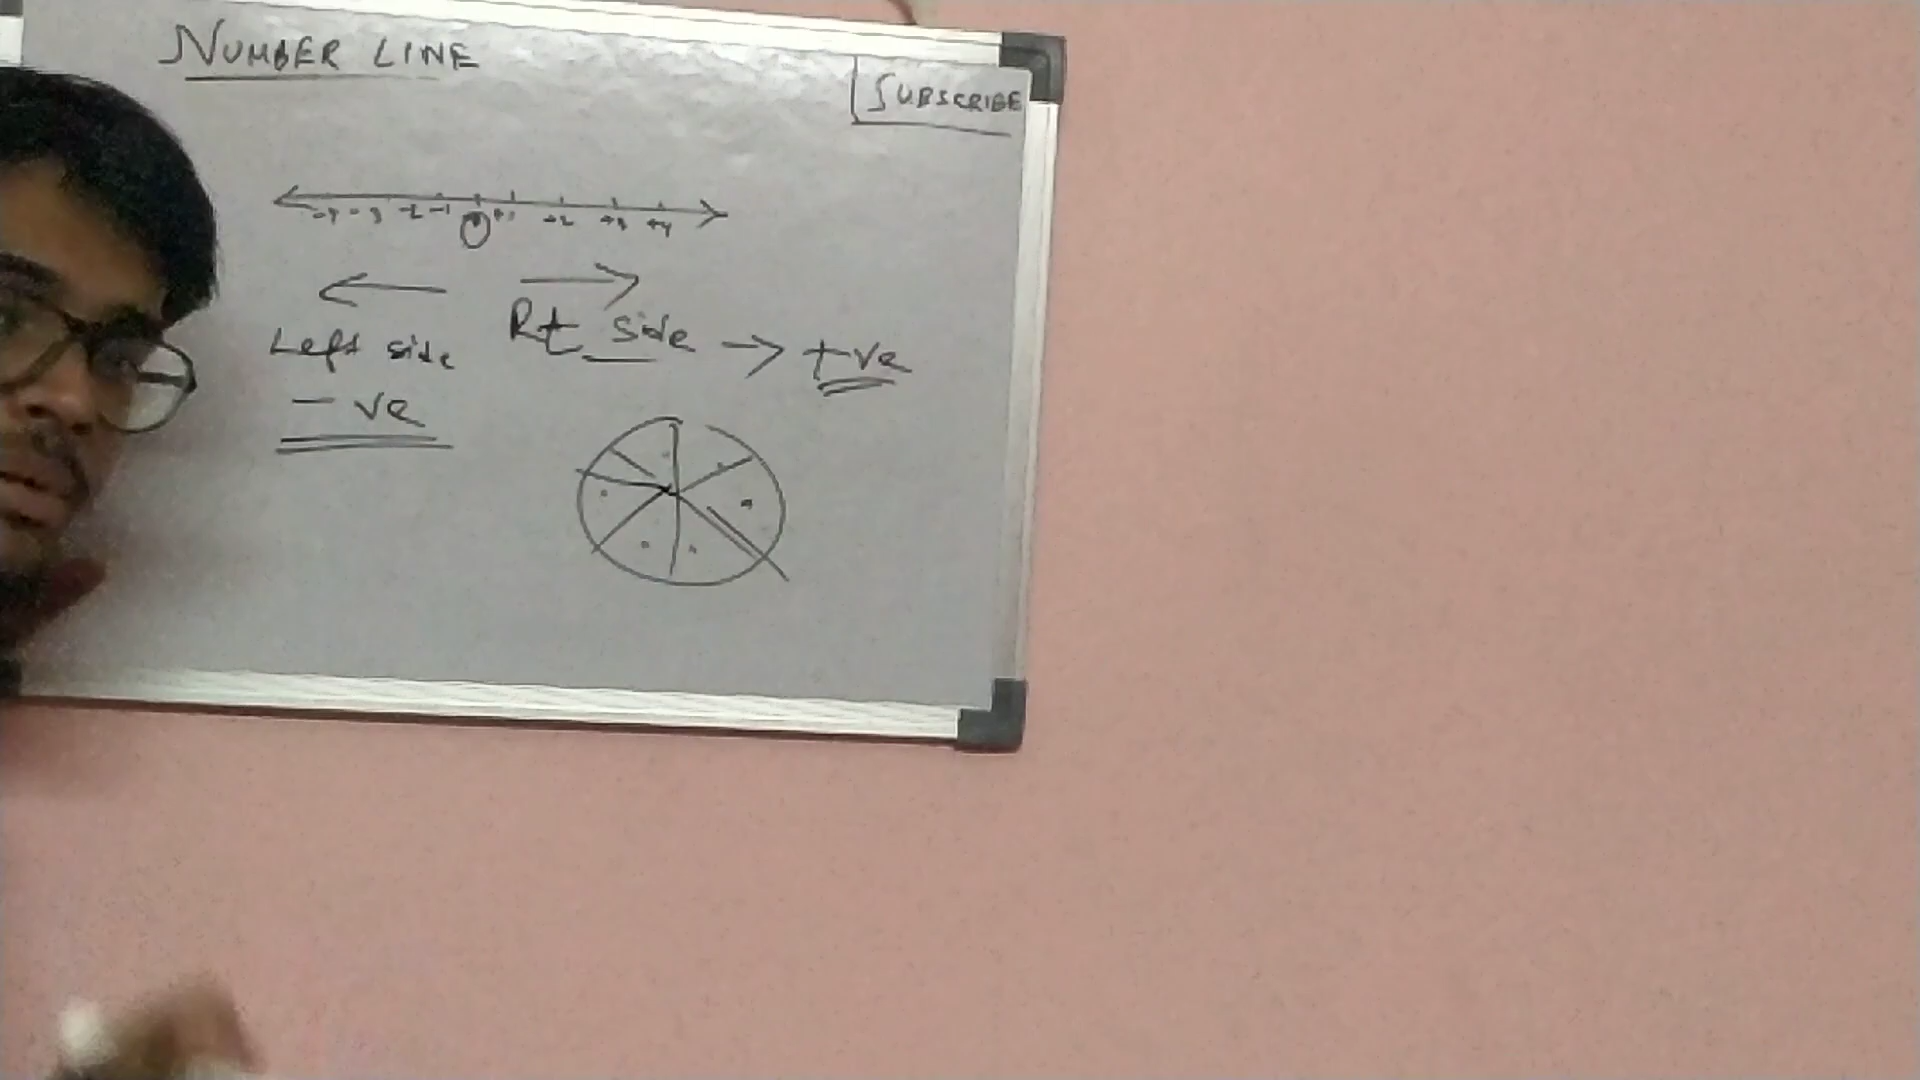 NUMBER LINE
SUBSCRIBE
-4 -3 -2 -1 0 +1 +2 +3 +4
Left side
-ve
Rt side → +ve